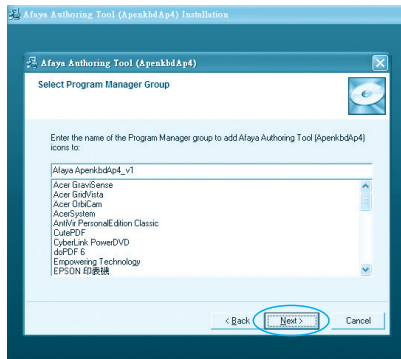 Afaya Authoring Tool (ApenkbdAp4) Installation
Afaya Authoring Tool (ApenkbdAp4)
Select Program Manager Group
Enter the name of the Program Manager group to add Afaya Authoring Tool (ApenkbdAp4)
icons to:
Afaya ApenkbdAp4_v1
Acer GraviSense
Acer GridVista
Acer OrbiCam
AcerSystem
AntiVir PersonalEdition Classic
CutePDF
CyberLink PowerDVD
doPDF 6
Empowering Technology
EPSON 印表機
< Back
Next >
Cancel